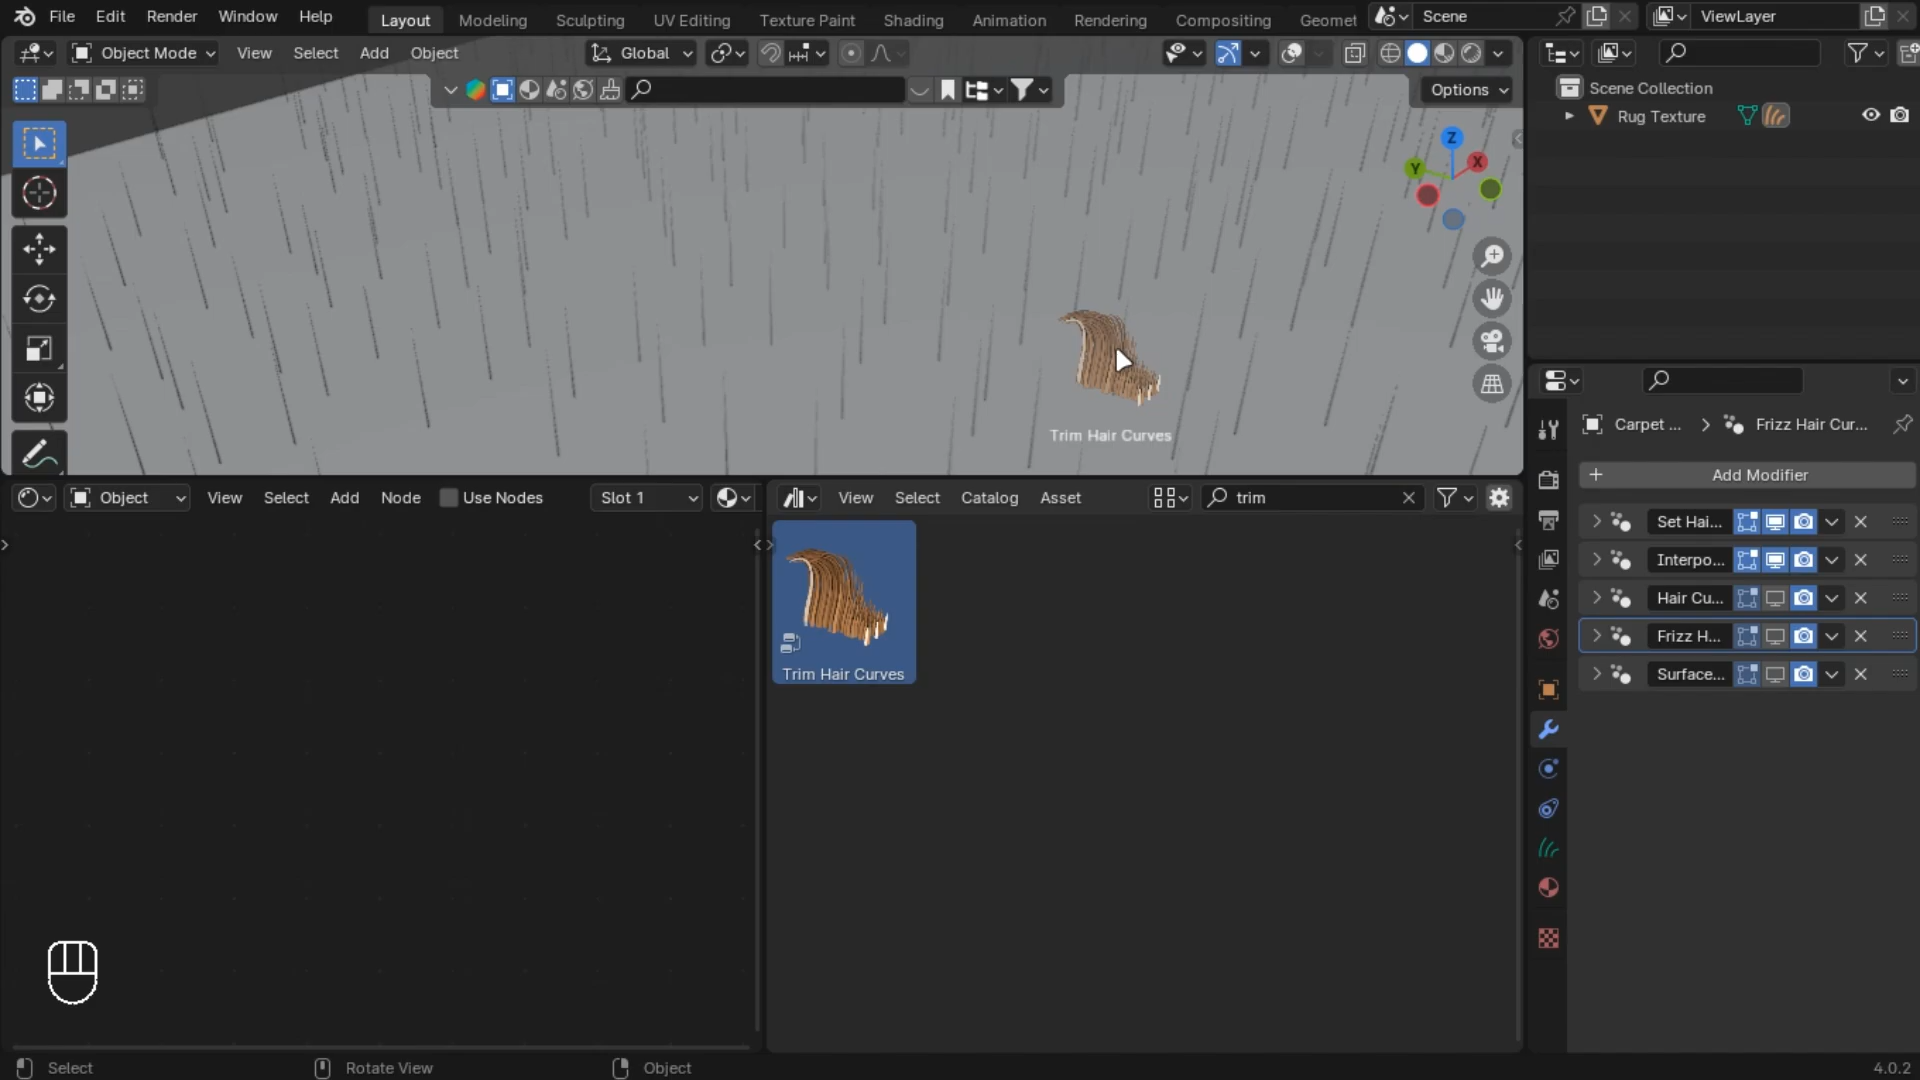 File Edit Render Window Help Layout Modeling Sculpting UV Editing Texture Paint Shading Animation Rendering Compositing Geomet Scene ViewLayer
Object Mode View Select Add Object Global
Options
Scene Collection
Rug Texture
Z
Y X
Trim Hair Curves
Carpet ... Frizz Hair Cur...
Add Modifier
Set Hai...
Interpo...
Hair Cu...
Frizz H...
Surface...
Object View Select Add Node Use Nodes Slot 1
View Select Catalog Asset trim
Trim Hair Curves
Select Rotate View Object 4.0.2